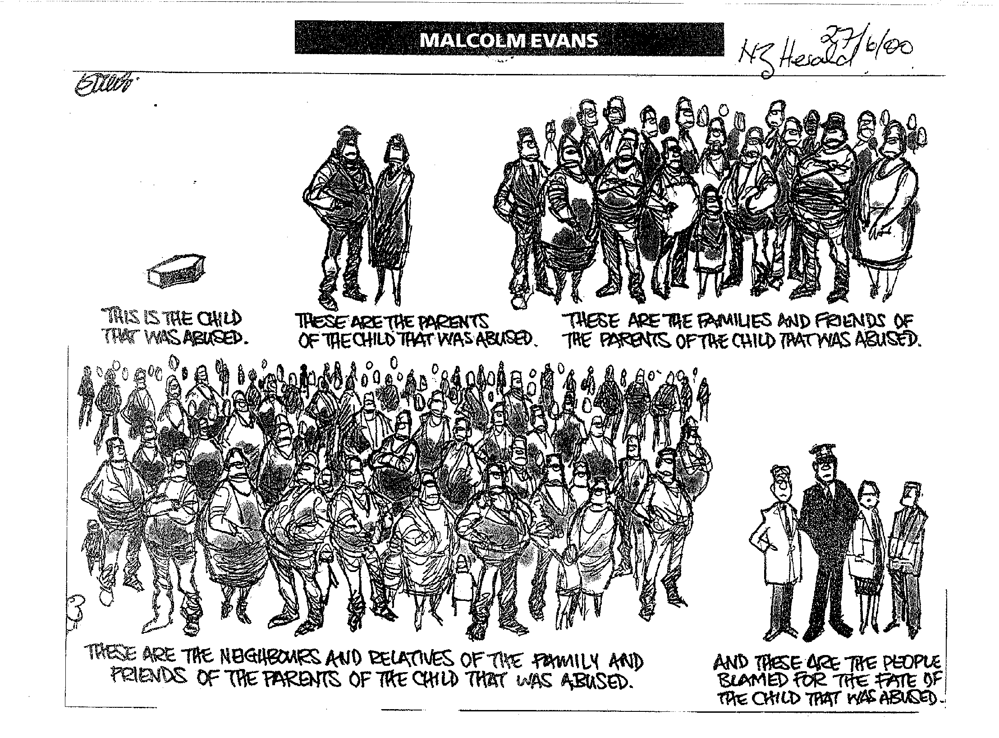 MALCOLM EVANS
NZ Herald 27/6/00
THIS IS THE CHILD
THAT WAS ABUSED.
THESE ARE THE PARENTS
OF THE CHILD THAT WAS ABUSED.
THESE ARE THE FAMILIES AND FRIENDS OF
THE PARENTS OF THE CHILD THAT WAS ABUSED.
THESE ARE THE NEIGHBOURS AND RELATIVES OF THE FAMILY AND
FRIENDS OF THE PARENTS OF THE CHILD THAT WAS ABUSED.
AND THESE ARE THE PEOPLE
BLAMED FOR THE FATE OF
THE CHILD THAT WAS ABUSED.